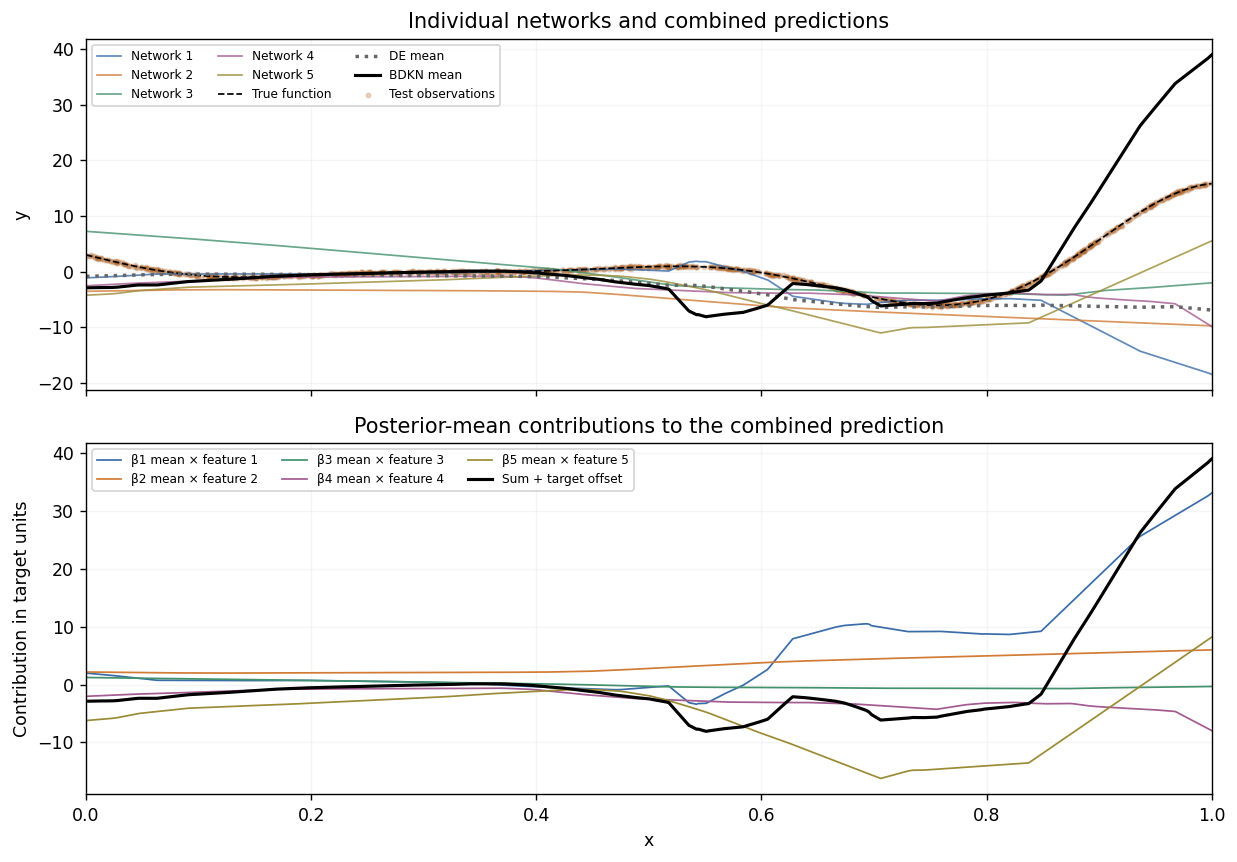 Individual networks and combined predictions
40
30
20
10
0
−10
−20
y
Network 1 Network 4 DE mean
Network 2 Network 5 BDKN mean
Network 3 True function Test observations
Posterior-mean contributions to the combined prediction
40
30
20
10
0
−10
Contribution in target units
β1 mean × feature 1 β3 mean × feature 3 β5 mean × feature 5
β2 mean × feature 2 β4 mean × feature 4 Sum + target offset
0.0 0.2 0.4 0.6 0.8 1.0
x